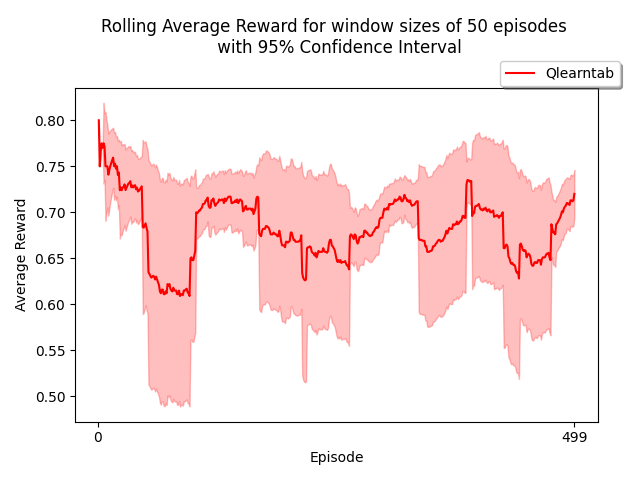 Rolling Average Reward for window sizes of 50 episodes
with 95% Confidence Interval
Qlearntab
0.80
0.75
0.70
0.65
0.60
0.55
0.50
Average Reward
0 499
Episode